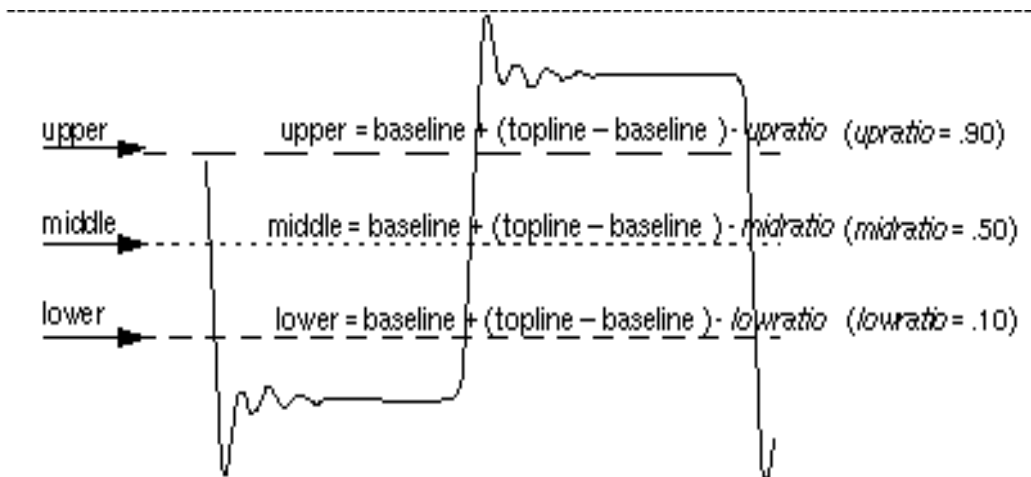 upper upper = baseline + (topline – baseline ) · upratio (upratio = .90)
middle middle = baseline + (topline – baseline ) · midratio (midratio = .50)
lower lower = baseline + (topline – baseline ) · lowratio (lowratio = .10)